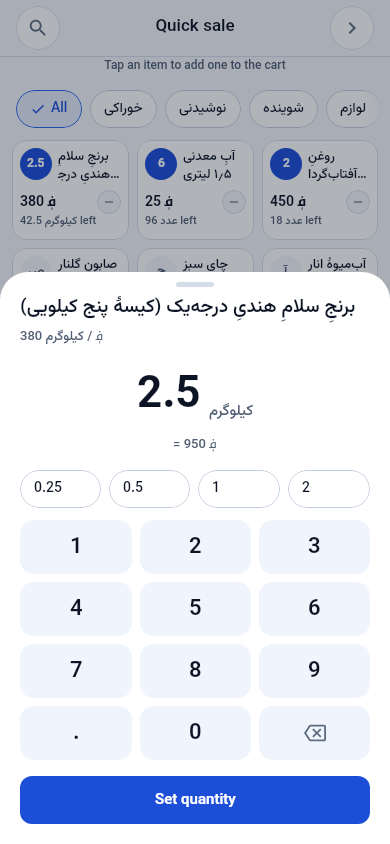 Quick sale
Tap an item to add one to the cart
All
خوراکی
نوشیدنی
شوینده
لوازم
2.5
برنجِ سلامِ
هندیِ درج…
380 ؋
42.5 کیلوگرم left
6
آبِ معدنی
۱٫۵ لیتری
25 ؋
96 عدد left
2
روغنِ
آفتاب‌گردا…
450 ؋
18 عدد left
صابونِ گلنار
چای سبز
آب‌میوهٔ انار
برنجِ سلامِ هندیِ درجه‌یک (کیسهٔ پنج کیلویی)
380 ؋ / کیلوگرم
2.5 کیلوگرم
= 950 ؋
0.25
0.5
1
2
1
2
3
4
5
6
7
8
9
.
0
Set quantity